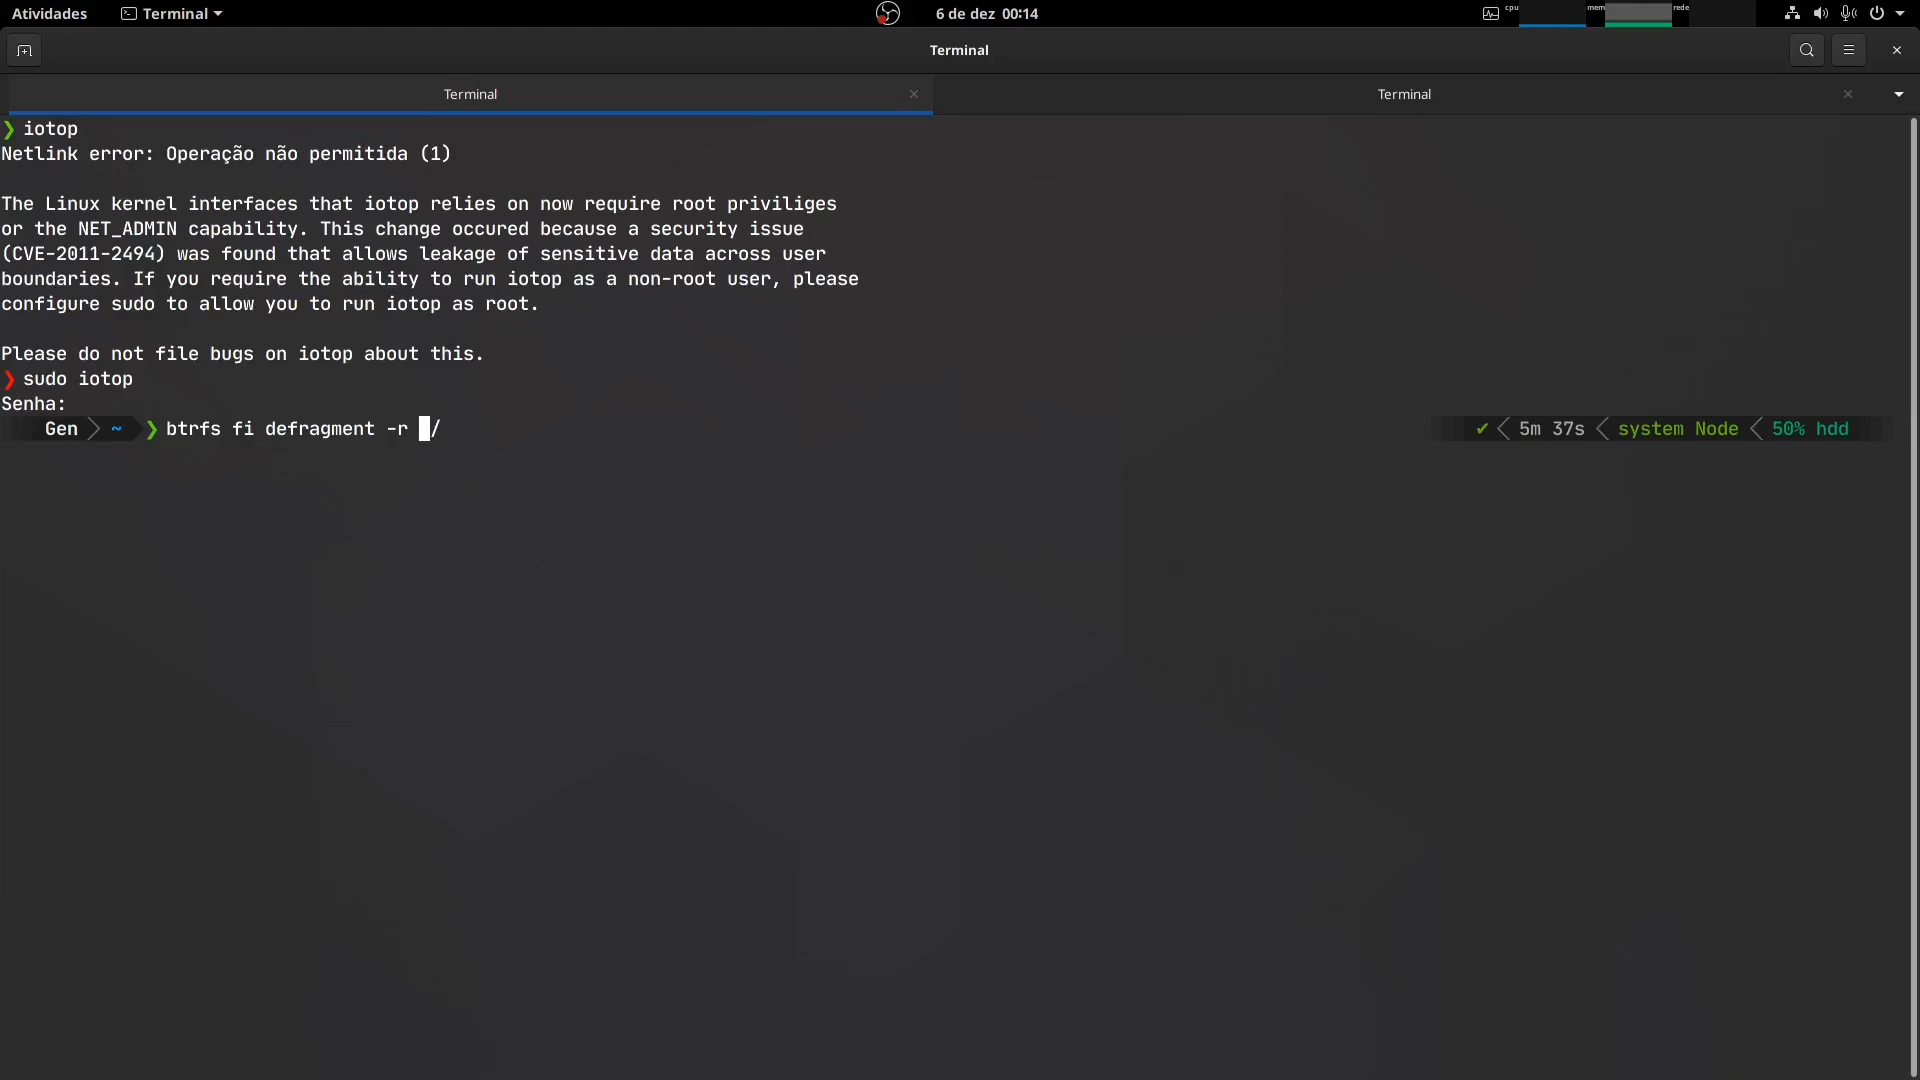 Atividades Terminal 6 de dez 00:14 cpu mem rede
Terminal
Terminal Terminal
❯ iotop
Netlink error: Operação não permitida (1)
The Linux kernel interfaces that iotop relies on now require root priviliges
or the NET_ADMIN capability. This change occured because a security issue
(CVE-2011-2494) was found that allows leakage of sensitive data across user
boundaries. If you require the ability to run iotop as a non-root user, please
configure sudo to allow you to run iotop as root.
Please do not file bugs on iotop about this.
❯ sudo iotop
Senha:
Gen ~ ❯ btrfs fi defragment -r / ✔ 5m 37s system Node 50% hdd